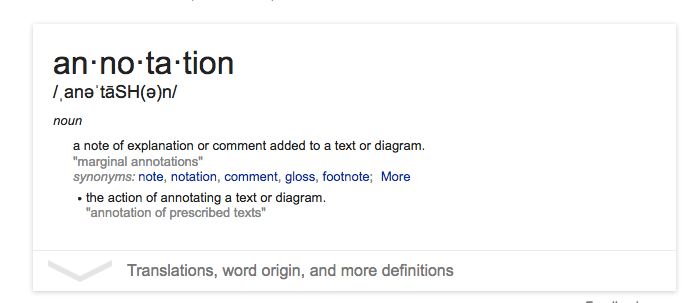 an·no·ta·tion
/ˌanəˈtāSH(ə)n/
noun
a note of explanation or comment added to a text or diagram.
"marginal annotations"
synonyms: note, notation, comment, gloss, footnote; More
• the action of annotating a text or diagram.
"annotation of prescribed texts"
Translations, word origin, and more definitions